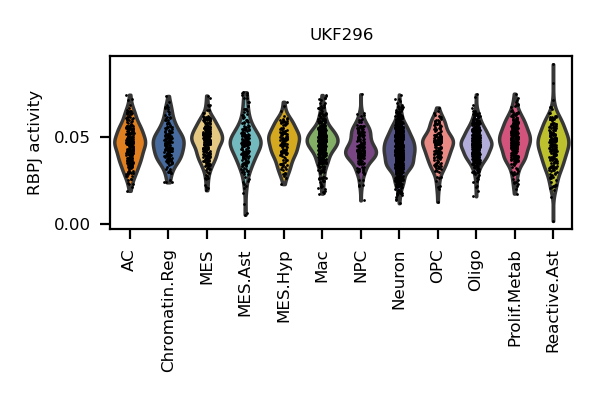 UKF296
RBPJ activity
0.05
0.00
AC
Chromatin.Reg
MES
MES.Ast
MES.Hyp
Mac
NPC
Neuron
OPC
Oligo
Prolif.Metab
Reactive.Ast